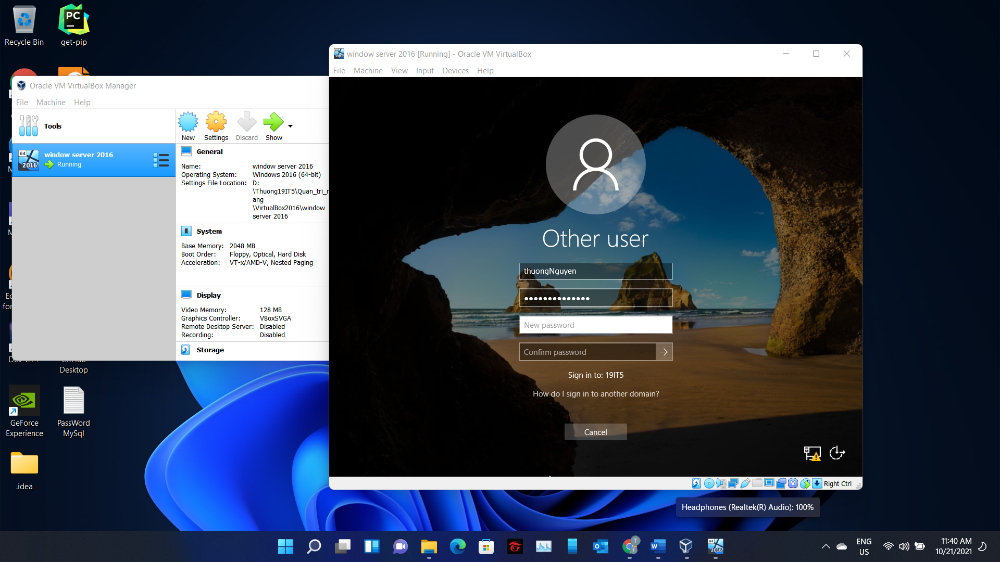 Recycle Bin
PC
get-pip
window server 2016 [Running] - Oracle VM VirtualBox
File Machine View Input Devices Help
Oracle VM VirtualBox Manager
File Machine Help
Tools
New Settings Discard Show
64
2016
window server 2016
Running
General
Name: window server 2016
Operating System: Windows 2016 (64-bit)
Settings File Location: D:
\Thuong19IT5\Quan_tri_r
ang
\VirtualBox2016\window
server 2016
System
Base Memory: 2048 MB
Boot Order: Floppy, Optical, Hard Disk
Acceleration: VT-x/AMD-V, Nested Paging
Display
Video Memory: 128 MB
Graphics Controller: VBoxSVGA
Remote Desktop Server: Disabled
Recording: Disabled
Storage
Other user
thuongNguyen
New password
Confirm password
Sign in to: 19IT5
How do I sign in to another domain?
Cancel
Right Ctrl
Desktop
GeForce
Experience
PassWord
MySql
.idea
Headphones (Realtek(R) Audio): 100%
ENG
US
11:40 AM
10/21/2021